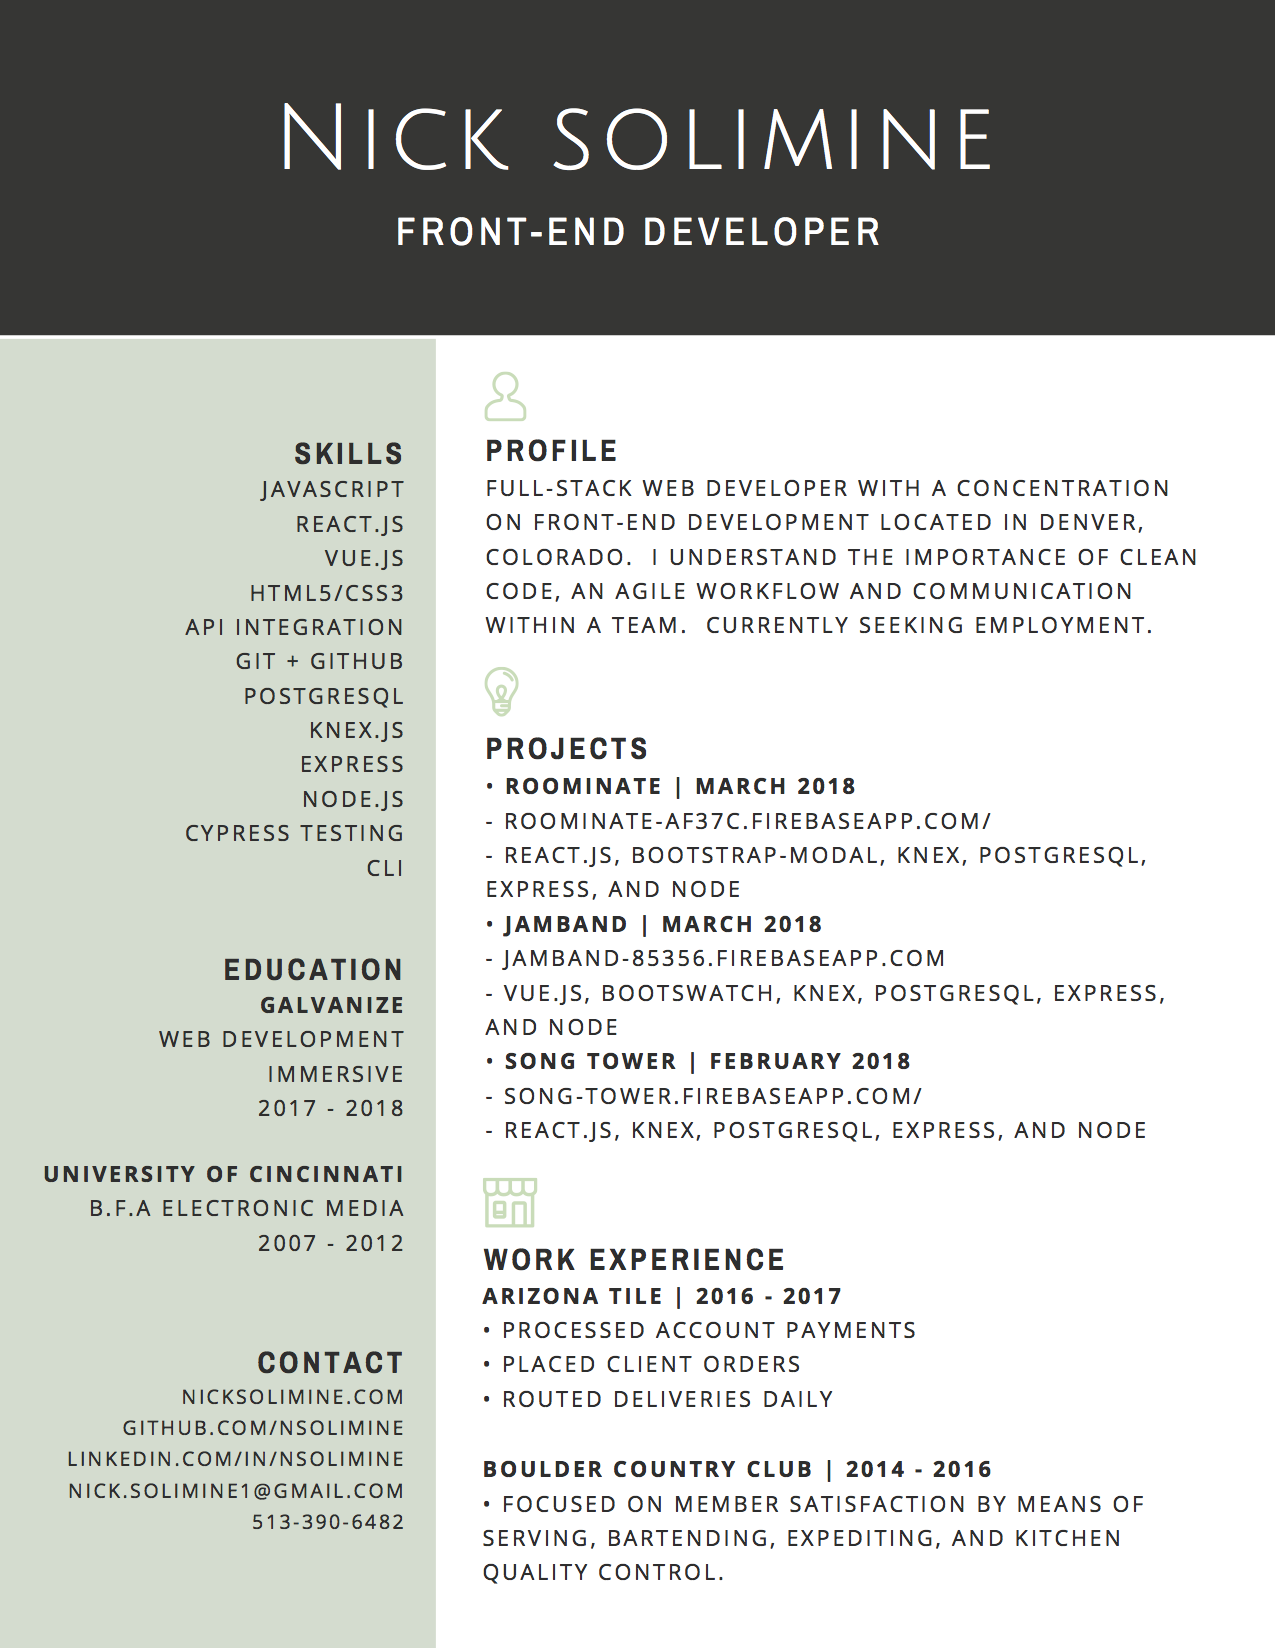 NICK SOLIMINE
FRONT-END DEVELOPER
SKILLS
JAVASCRIPT
REACT.JS
VUE.JS
HTML5/CSS3
API INTEGRATION
GIT + GITHUB
POSTGRESQL
KNEX.JS
EXPRESS
NODE.JS
CYPRESS TESTING
CLI
EDUCATION
GALVANIZE
WEB DEVELOPMENT
IMMERSIVE
2017 - 2018
UNIVERSITY OF CINCINNATI
B.F.A ELECTRONIC MEDIA
2007 - 2012
CONTACT
NICKSOLIMINE.COM
GITHUB.COM/NSOLIMINE
LINKEDIN.COM/IN/NSOLIMINE
NICK.SOLIMINE1@GMAIL.COM
513-390-6482
PROFILE
FULL-STACK WEB DEVELOPER WITH A CONCENTRATION
ON FRONT-END DEVELOPMENT LOCATED IN DENVER,
COLORADO.  I UNDERSTAND THE IMPORTANCE OF CLEAN
CODE, AN AGILE WORKFLOW AND COMMUNICATION
WITHIN A TEAM.  CURRENTLY SEEKING EMPLOYMENT.
PROJECTS
• ROOMINATE | MARCH 2018
- ROOMINATE-AF37C.FIREBASEAPP.COM/
- REACT.JS, BOOTSTRAP-MODAL, KNEX, POSTGRESQL,
EXPRESS, AND NODE
• JAMBAND | MARCH 2018
- JAMBAND-85356.FIREBASEAPP.COM
- VUE.JS, BOOTSWATCH, KNEX, POSTGRESQL, EXPRESS,
AND NODE
• SONG TOWER | FEBRUARY 2018
- SONG-TOWER.FIREBASEAPP.COM/
- REACT.JS, KNEX, POSTGRESQL, EXPRESS, AND NODE
WORK EXPERIENCE
ARIZONA TILE | 2016 - 2017
• PROCESSED ACCOUNT PAYMENTS
• PLACED CLIENT ORDERS
• ROUTED DELIVERIES DAILY
BOULDER COUNTRY CLUB | 2014 - 2016
• FOCUSED ON MEMBER SATISFACTION BY MEANS OF
SERVING, BARTENDING, EXPEDITING, AND KITCHEN
QUALITY CONTROL.